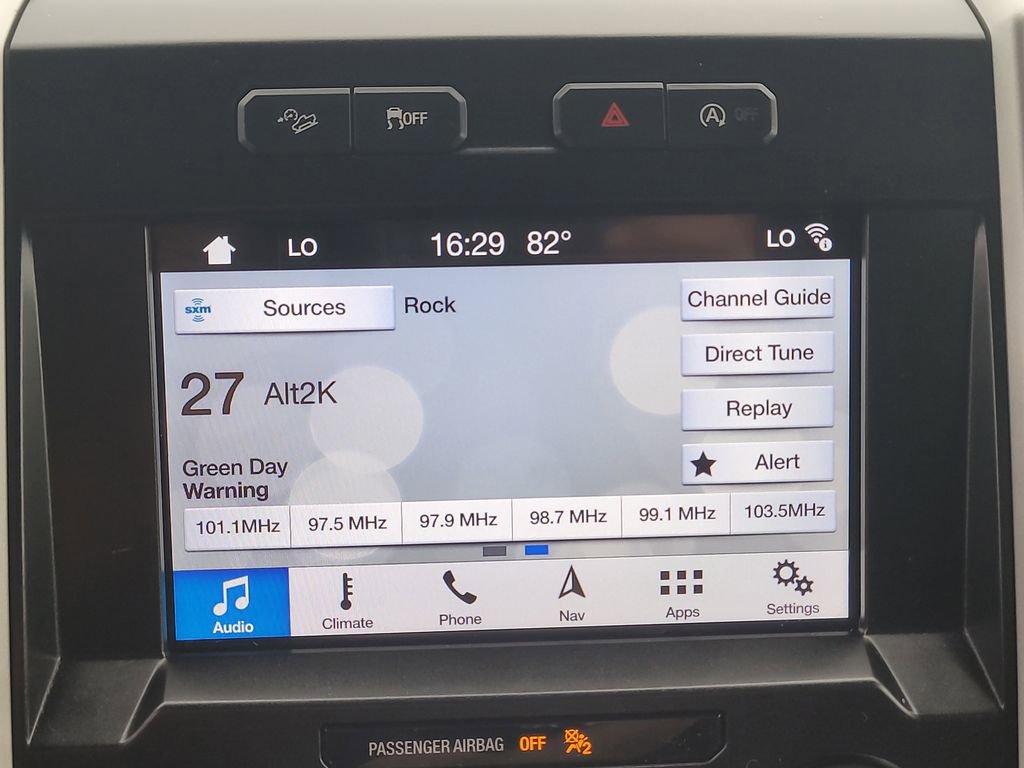 OFF
A OFF
LO 16:29 82° LO
sxm Sources Rock Channel Guide
Direct Tune
27 Alt2K
Replay
Alert
Green Day
Warning
101.1MHz 97.5 MHz 97.9 MHz 98.7 MHz 99.1 MHz 103.5MHz
Audio Climate Phone Nav Apps Settings
PASSENGER AIRBAG OFF 2